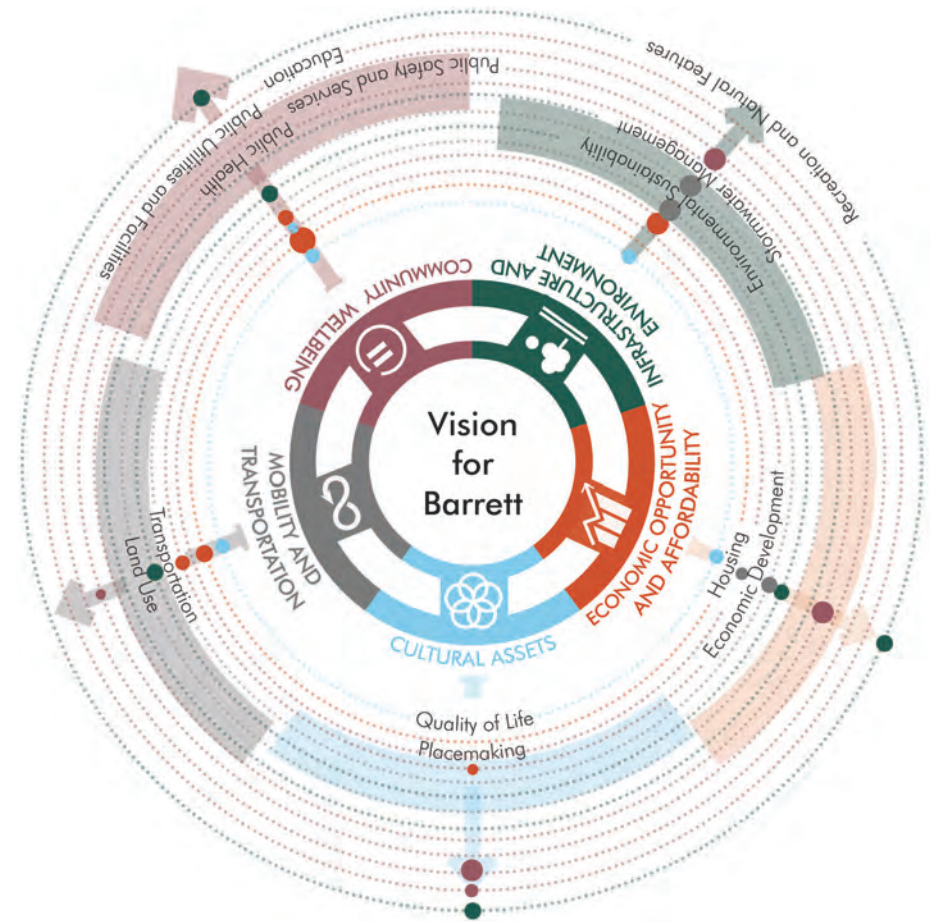 Vision
for
Barrett
COMMUNITY WELLBEING
INFRASTRUCTURE AND
ENVIRONMENT
ECONOMIC OPPORTUNITY
AND AFFORDABILITY
CULTURAL ASSETS
MOBILITY AND
TRANSPORTATION
Education
Public Safety and Services
Public Utilities and Facilities
Public Health
Recreation and Natural Features
Stormwater Management
Environmental Sustainability
Housing
Economic Development
Quality of Life
Placemaking
Transportation
Land Use